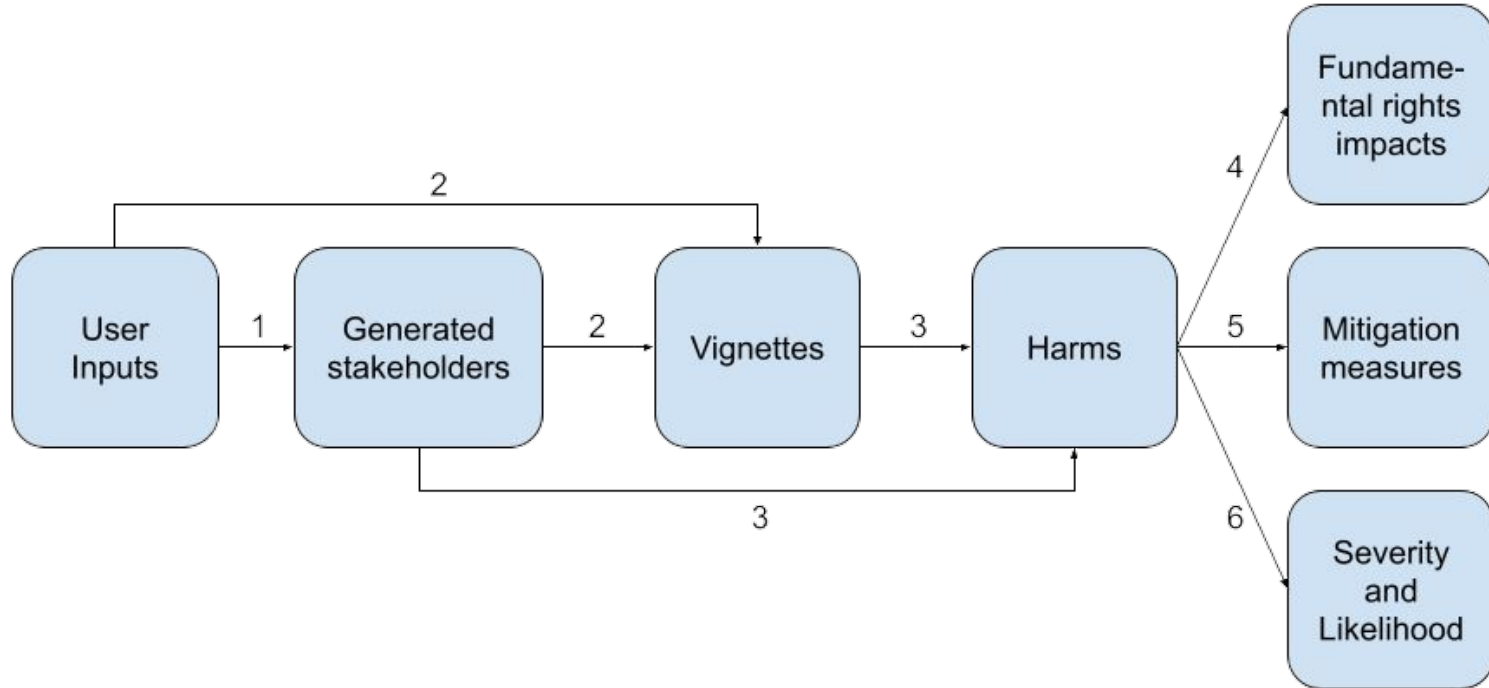 Fundame-
ntal rights
impacts
4
2
User
Inputs
1
Generated
stakeholders
2
Vignettes
3
Harms
5
Mitigation
measures
3
6
Severity
and
Likelihood